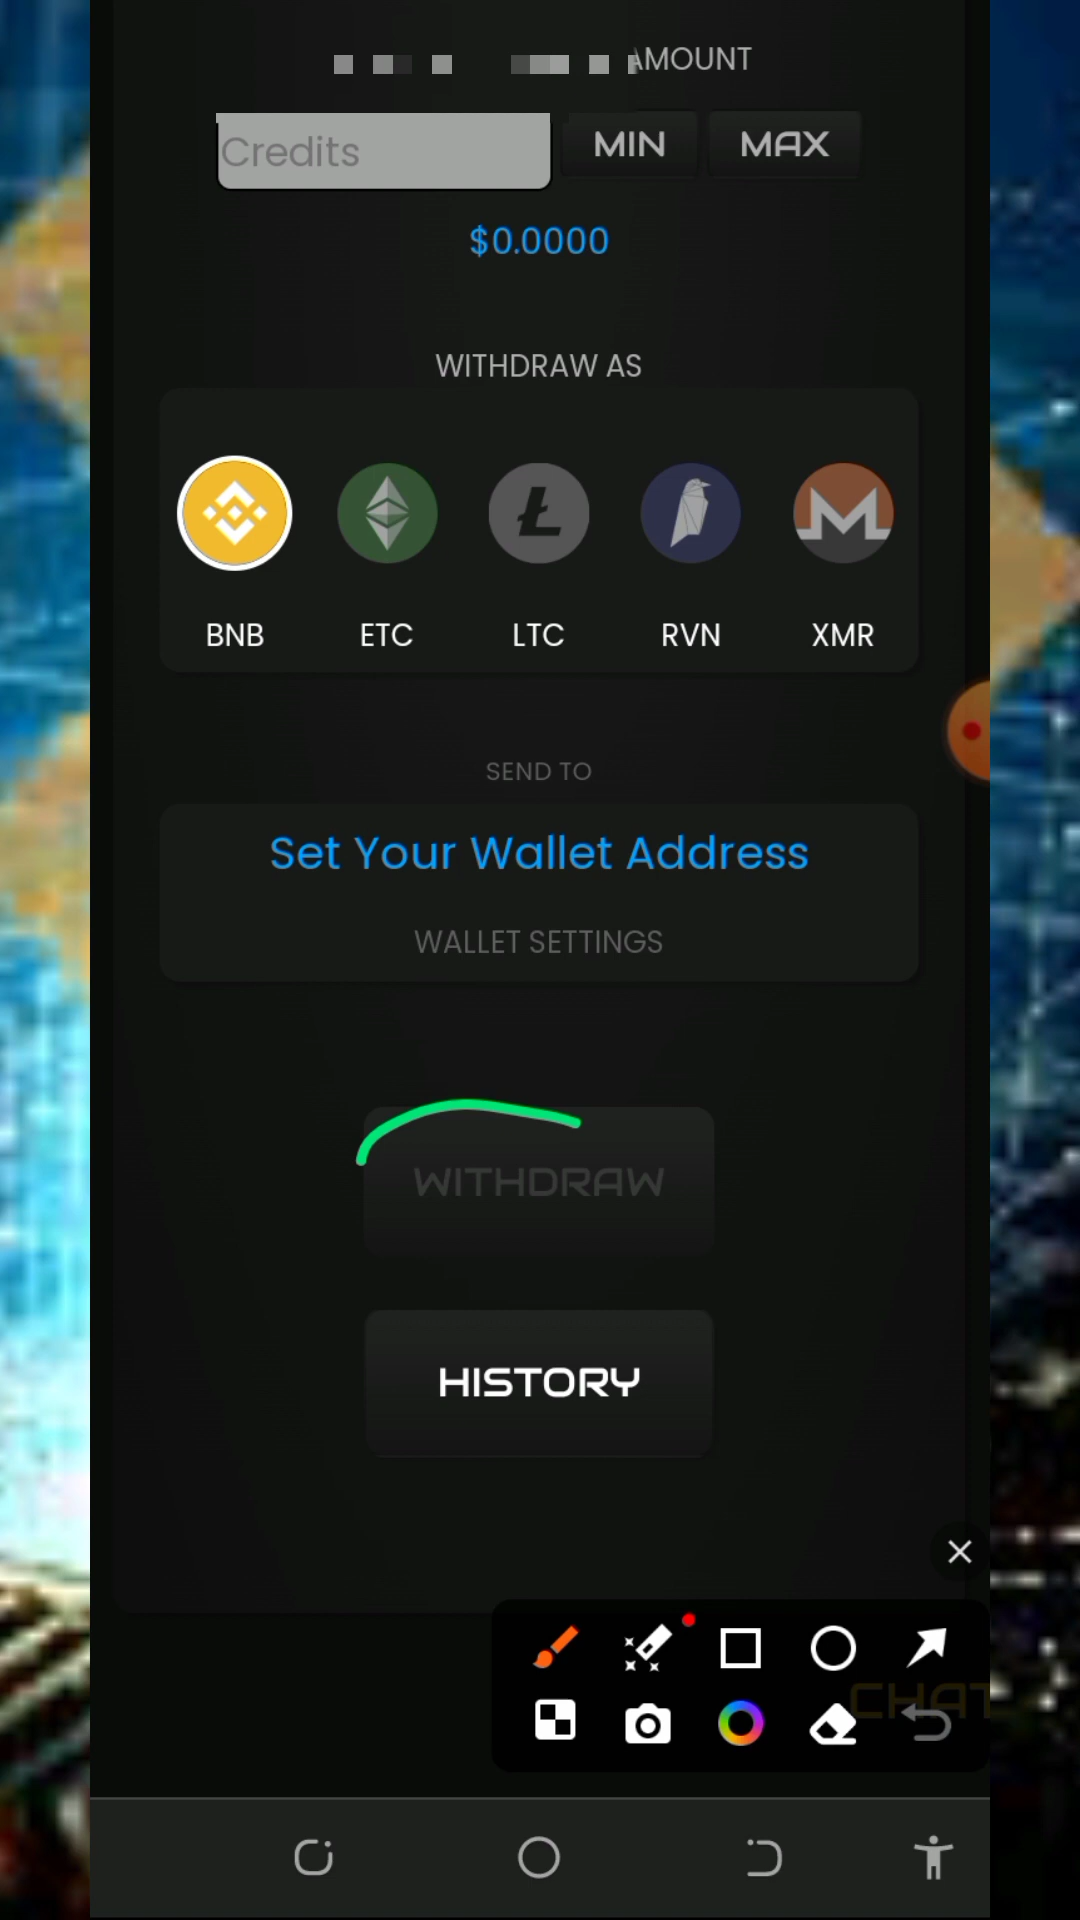 AMOUNT
Credits
MIN
MAX
$0.0000
WITHDRAW AS
BNB
ETC
LTC
RVN
XMR
SEND TO
Set Your Wallet Address
WALLET SETTINGS
WITHDRAW
HISTORY
CHAT